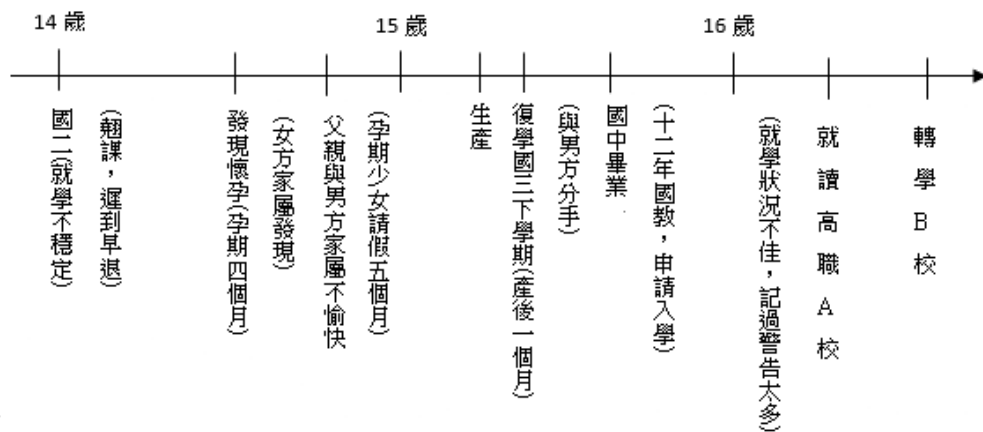 14 歲
15 歲
16 歲
國二(就學不穩定)
(翹課，遲到早退)
發現懷孕(孕期四個月)
(女方家屬發現)
父親與男方家屬不愉快
(孕期少女請假五個月)
生產
復學國三下學期(產後一個月)
(與男方分手)
國中畢業
(十二年國教，申請入學)
(就學狀況不佳，記過警告太多)
就讀高職A校
轉學B校